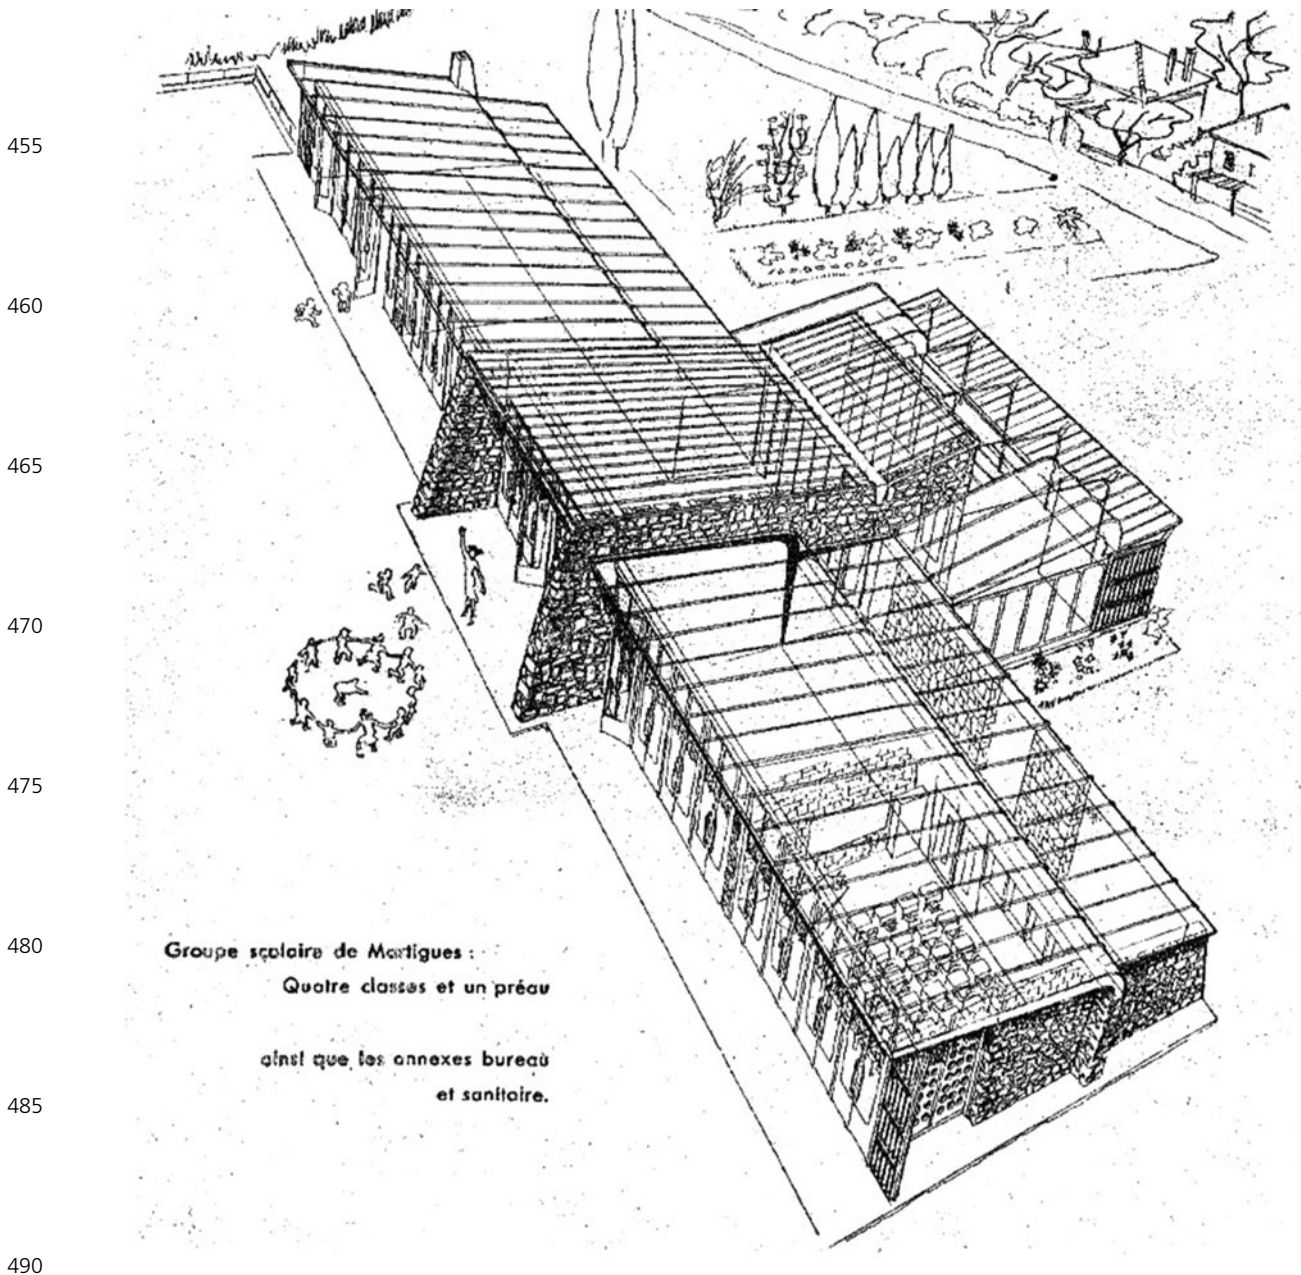 455
460
465
470
475
480
Groupe scolaire de Martigues :
Quatre classes et un préau
ainsi que les annexes bureau
et sanitaire.
485
490